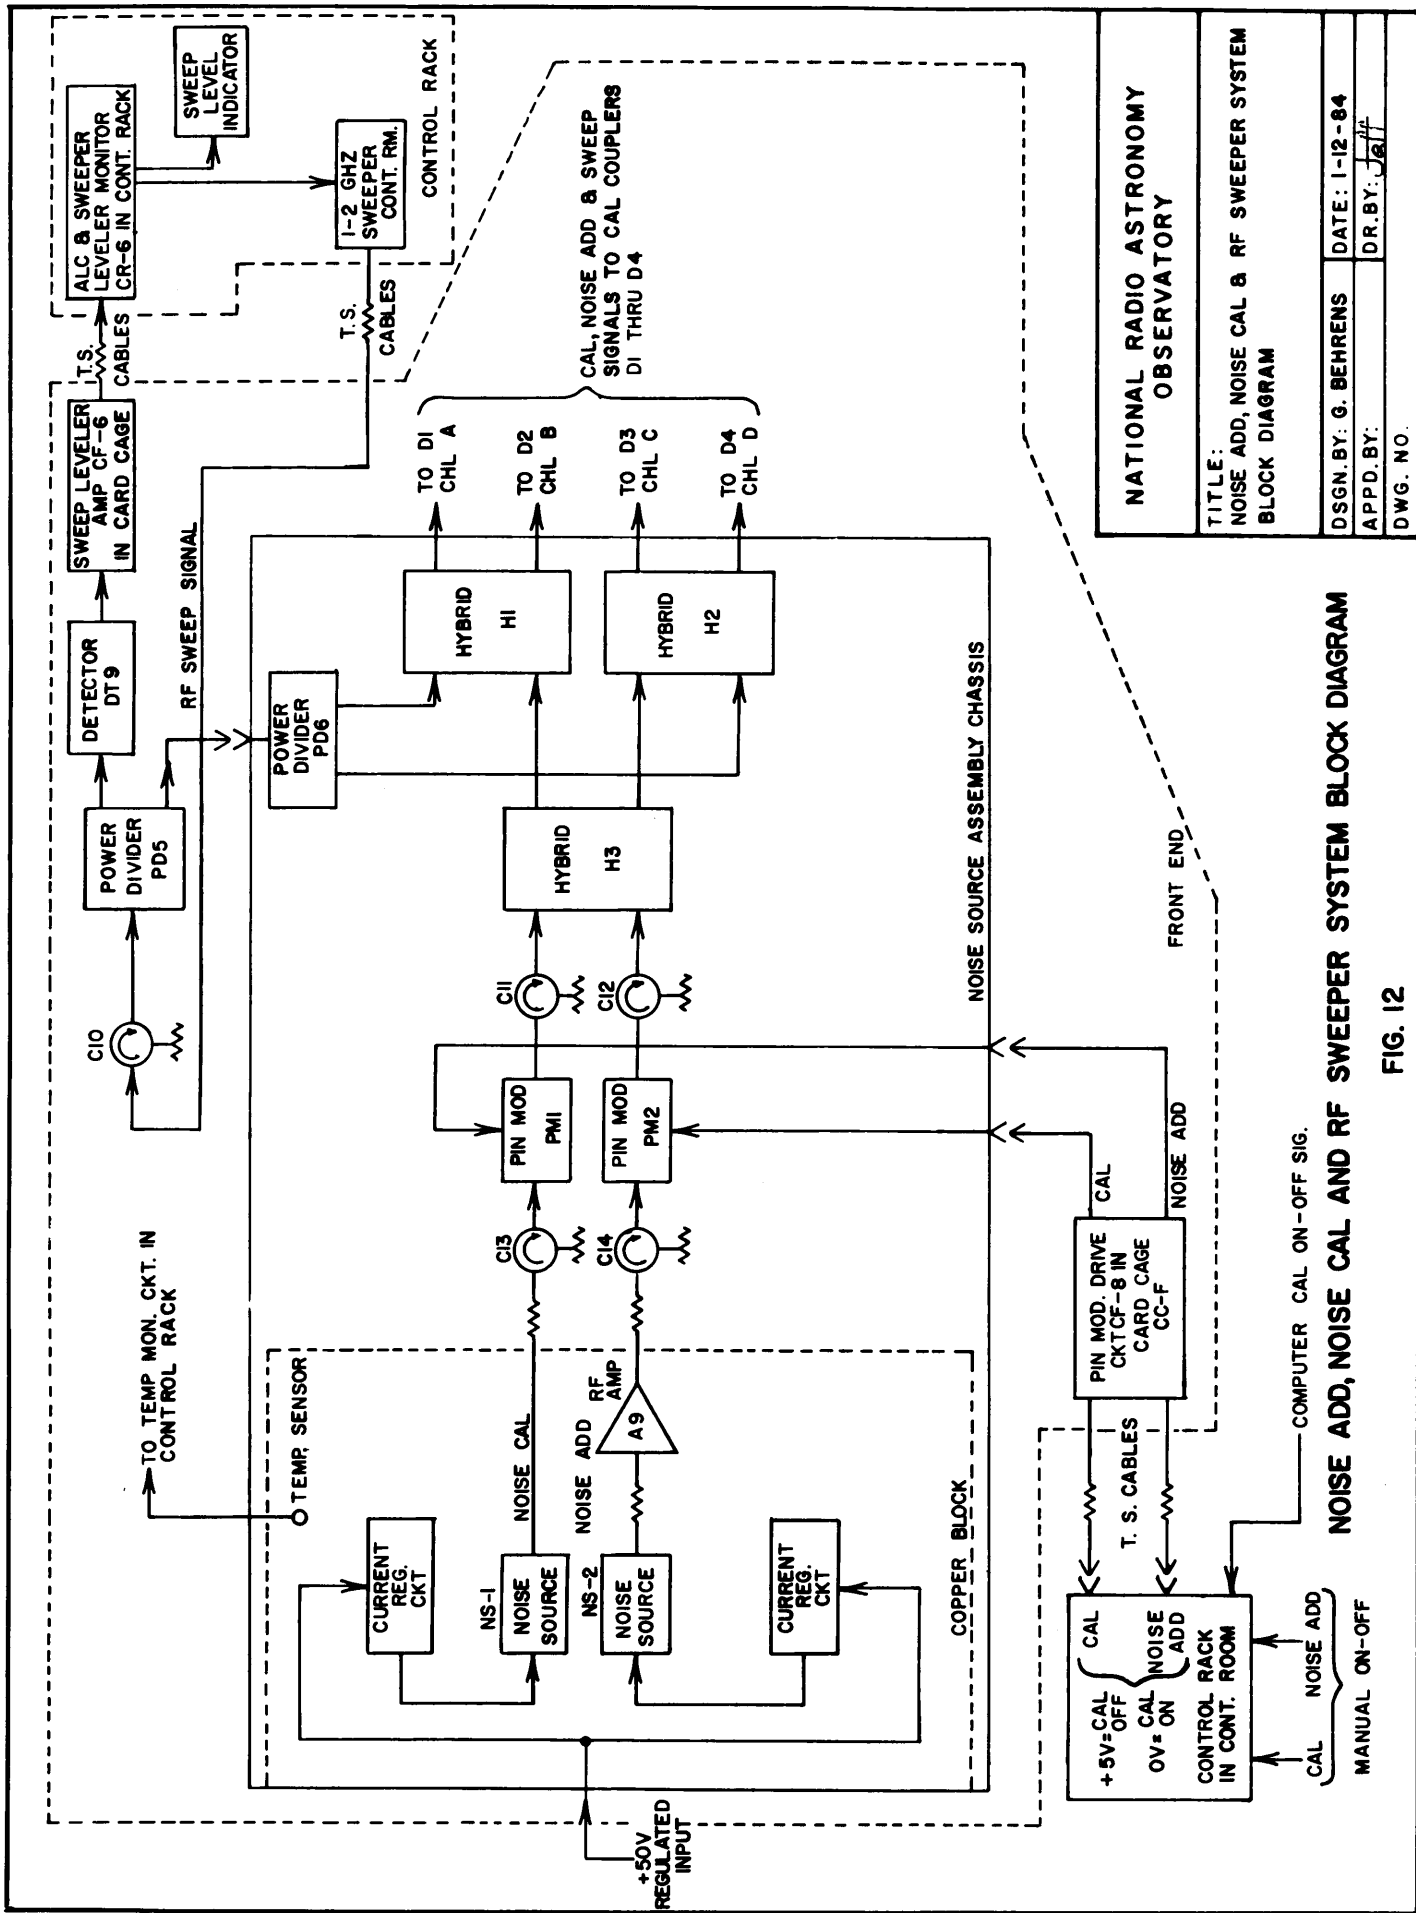 ALC & SWEEPER
LEVELER MONITOR
CR-6 IN CONT. RACK
SWEEP
LEVEL
INDICATOR
1-2 GHZ
SWEEPER
CONT. RM.
CONTROL RACK
T.S.
CABLES
T.S.
CABLES
SWEEP LEVELER
AMP CF-6
IN CARD CAGE
DETECTOR
DT9
POWER
DIVIDER
PD5
C10
RF SWEEP SIGNAL
TO TEMP MON. CKT. IN
CONTROL RACK
TEMP. SENSOR
POWER
DIVIDER
PD6
HYBRID
H1
HYBRID
H2
HYBRID
H3
TO D1
CHL A
TO D2
CHL B
TO D3
CHL C
TO D4
CHL D
CAL, NOISE ADD & SWEEP
SIGNALS TO CAL COUPLERS
D1 THRU D4
C11
C12
PIN MOD
PM1
PIN MOD
PM2
C13
C14
NOISE CAL
NOISE ADD
RF
AMP
A9
CURRENT
REG.
CKT
NS-1
NOISE
SOURCE
NS-2
NOISE
SOURCE
CURRENT
REG.
CKT
COPPER BLOCK
NOISE SOURCE ASSEMBLY CHASSIS
FRONT END
+50V
REGULATED
INPUT
CAL
NOISE ADD
PIN MOD. DRIVE
CKTCF-8 IN
CARD CAGE
CC-F
T. S. CABLES
+5V=CAL
OFF
0V= CAL
ON
CAL
NOISE
ADD
CONTROL RACK
IN CONT. ROOM
COMPUTER CAL ON-OFF SIG.
CAL
NOISE ADD
MANUAL ON-OFF
NATIONAL RADIO ASTRONOMY
OBSERVATORY
TITLE:
NOISE ADD, NOISE CAL & RF SWEEPER SYSTEM
BLOCK DIAGRAM
DSGN. BY: G. BEHRENS
DATE: 1-12-84
APPD. BY:
DR. BY:
DWG. NO.
NOISE ADD, NOISE CAL AND RF SWEEPER SYSTEM BLOCK DIAGRAM
FIG. 12